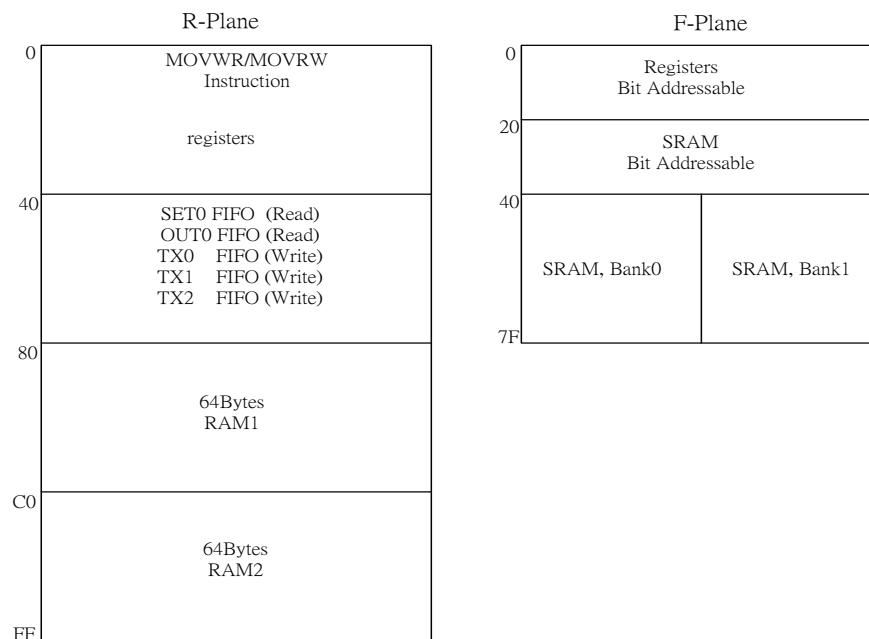 R-Plane
0
MOVWR/MOVRW
Instruction
registers
40
SET0 FIFO (Read)
OUT0 FIFO (Read)
TX0 FIFO (Write)
TX1 FIFO (Write)
TX2 FIFO (Write)
80
64Bytes
RAM1
C0
64Bytes
RAM2
FF
F-Plane
0
Registers
Bit Addressable
20
SRAM
Bit Addressable
40
SRAM, Bank0
SRAM, Bank1
7F